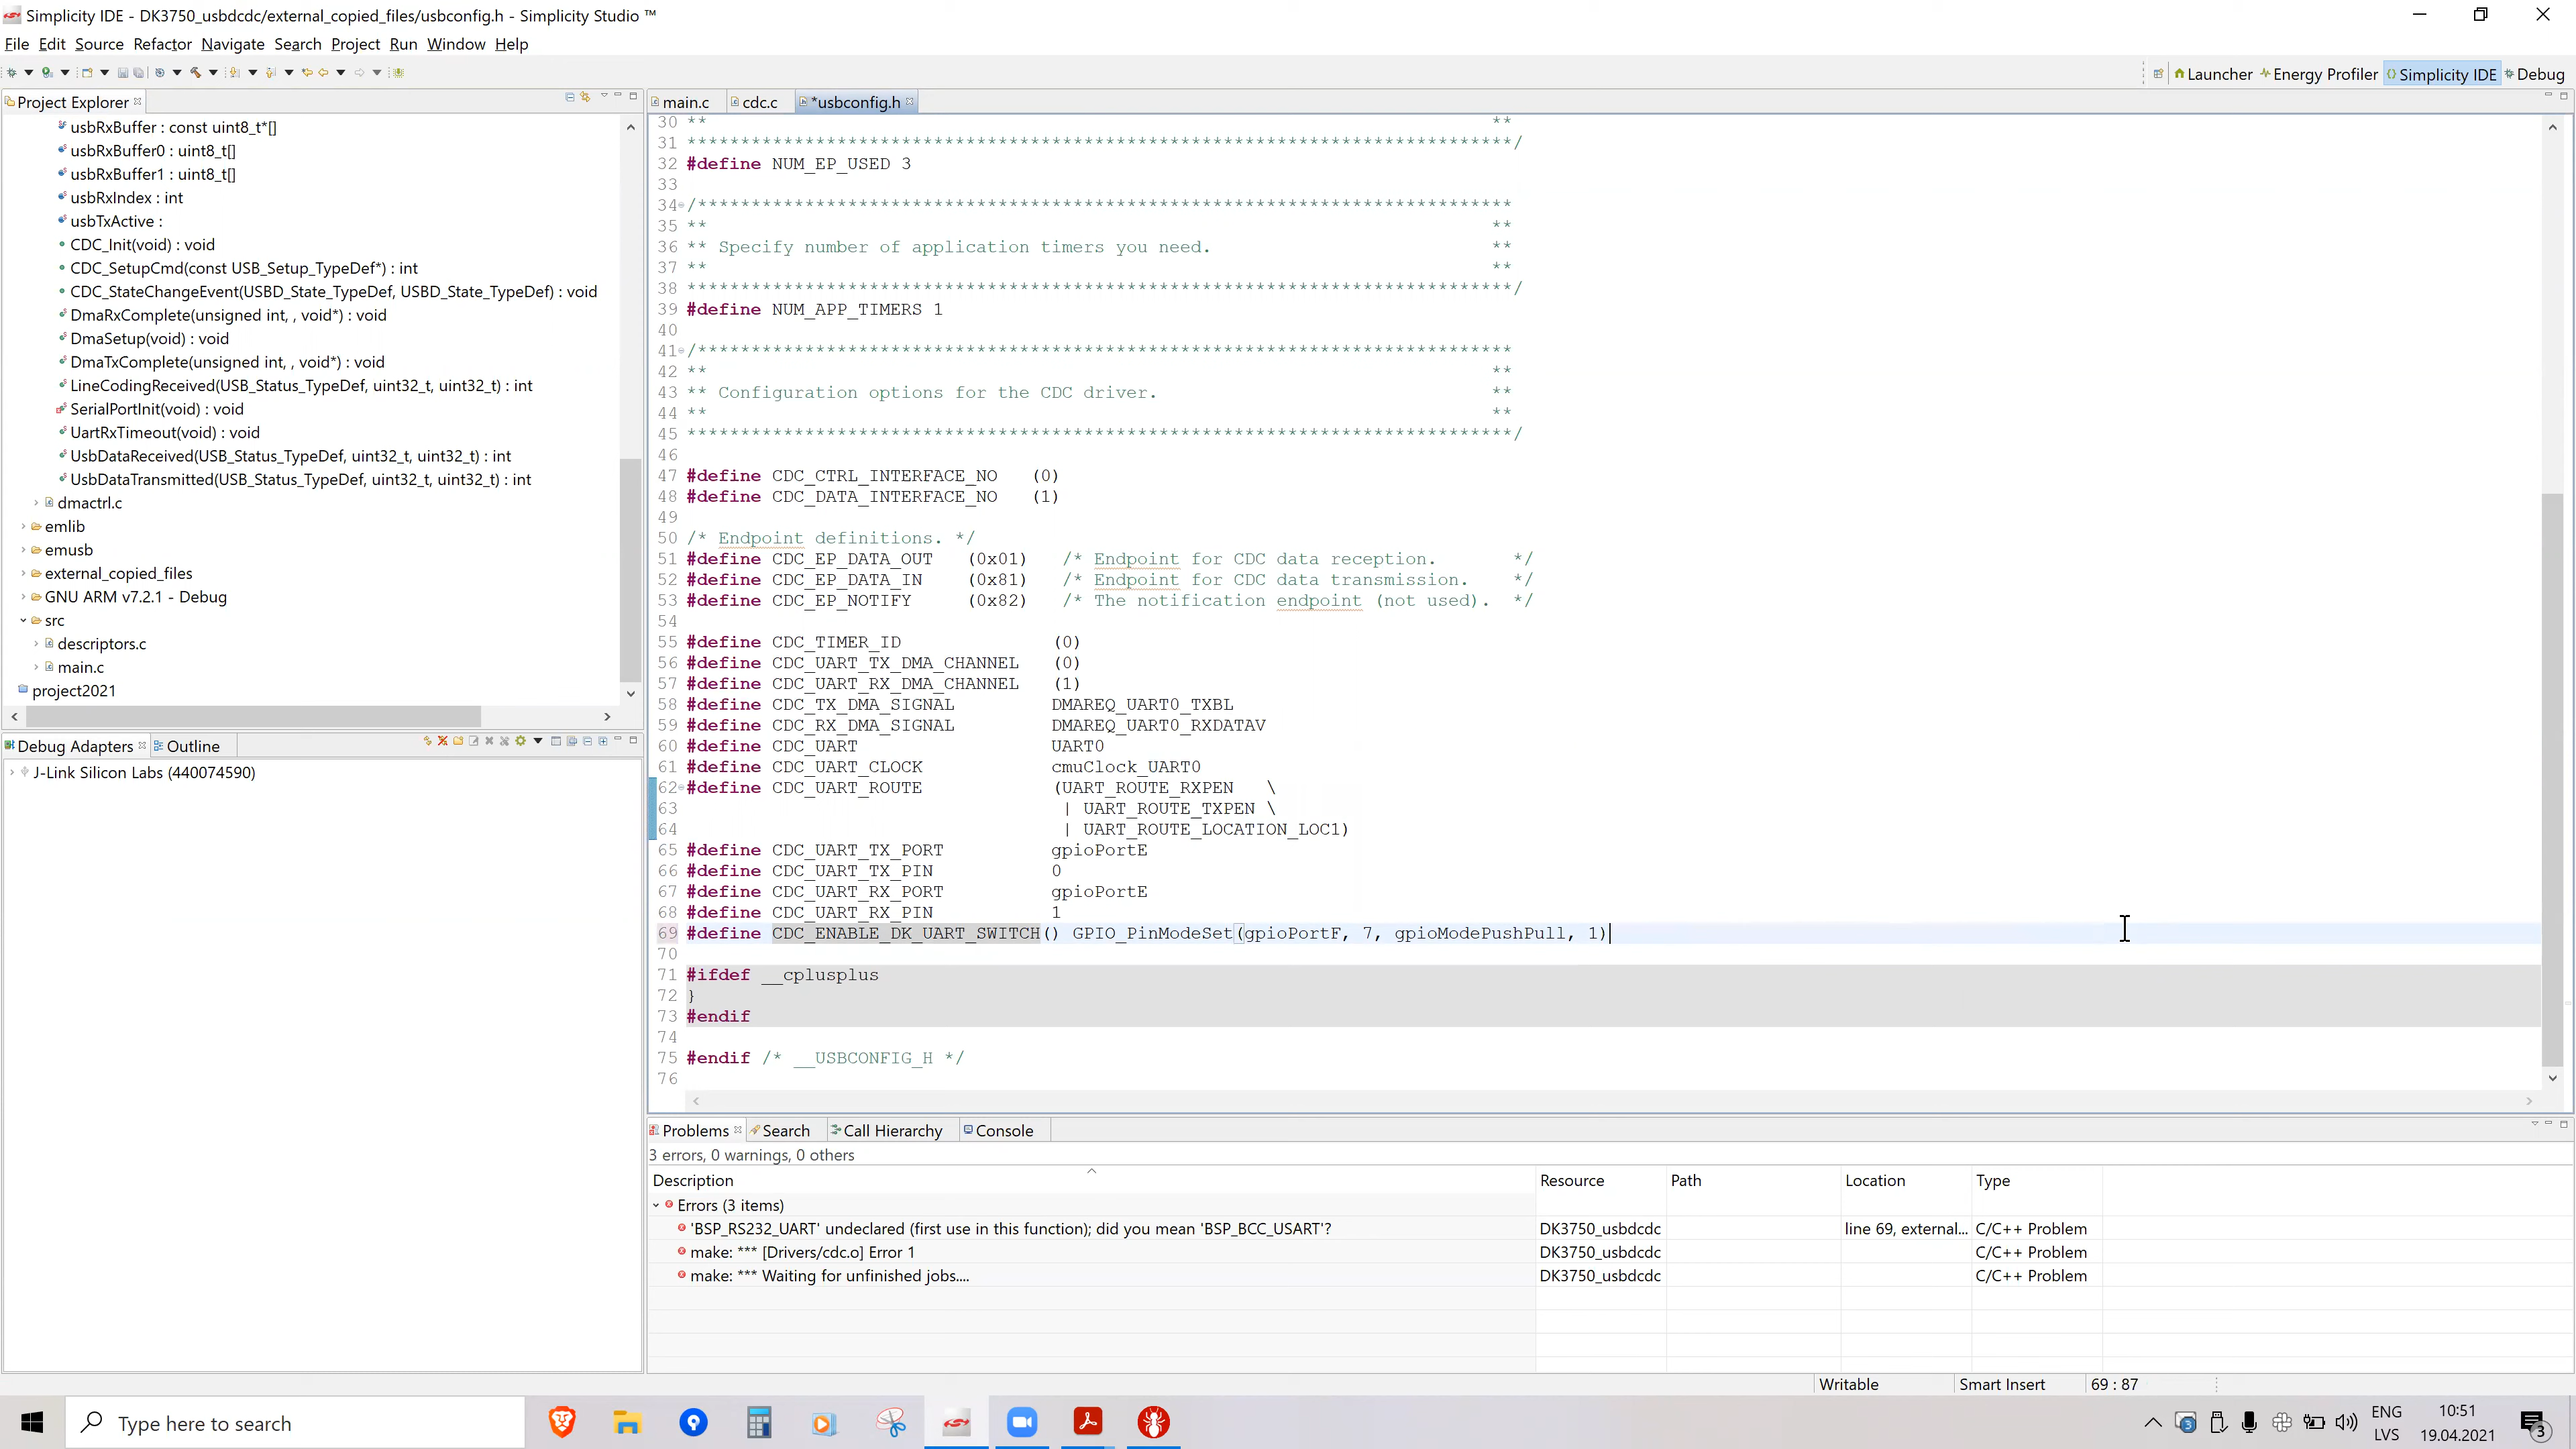 Simplicity IDE - DK3750_usbdcdc/external_copied_files/usbconfig.h - Simplicity Studio ™
File Edit Source Refactor Navigate Search Project Run Window Help
Launcher Energy Profiler Simplicity IDE Debug
Project Explorer
usbRxBuffer : const uint8_t*[]
usbRxBuffer0 : uint8_t[]
usbRxBuffer1 : uint8_t[]
usbRxIndex : int
usbTxActive :
CDC_Init(void) : void
CDC_SetupCmd(const USB_Setup_TypeDef*) : int
CDC_StateChangeEvent(USBD_State_TypeDef, USBD_State_TypeDef) : void
DmaRxComplete(unsigned int, , void*) : void
DmaSetup(void) : void
DmaTxComplete(unsigned int, , void*) : void
LineCodingReceived(USB_Status_TypeDef, uint32_t, uint32_t) : int
SerialPortInit(void) : void
UartRxTimeout(void) : void
UsbDataReceived(USB_Status_TypeDef, uint32_t, uint32_t) : int
UsbDataTransmitted(USB_Status_TypeDef, uint32_t, uint32_t) : int
dmactrl.c
emlib
emusb
external_copied_files
GNU ARM v7.2.1 - Debug
src
descriptors.c
main.c
project2021
Debug Adapters Outline
J-Link Silicon Labs (440074590)
main.c cdc.c *usbconfig.h
30 ** **
31 *****************************************************************************/
32 #define NUM_EP_USED 3
33
34 /****************************************************************************
35 ** **
36 ** Specify number of application timers you need. **
37 ** **
38 *****************************************************************************/
39 #define NUM_APP_TIMERS 1
40
41 /****************************************************************************
42 ** **
43 ** Configuration options for the CDC driver. **
44 ** **
45 *****************************************************************************/
46
47 #define CDC_CTRL_INTERFACE_NO (0)
48 #define CDC_DATA_INTERFACE_NO (1)
49
50 /* Endpoint definitions. */
51 #define CDC_EP_DATA_OUT (0x01) /* Endpoint for CDC data reception. */
52 #define CDC_EP_DATA_IN (0x81) /* Endpoint for CDC data transmission. */
53 #define CDC_EP_NOTIFY (0x82) /* The notification endpoint (not used). */
54
55 #define CDC_TIMER_ID (0)
56 #define CDC_UART_TX_DMA_CHANNEL (0)
57 #define CDC_UART_RX_DMA_CHANNEL (1)
58 #define CDC_TX_DMA_SIGNAL DMAREQ_UART0_TXBL
59 #define CDC_RX_DMA_SIGNAL DMAREQ_UART0_RXDATAV
60 #define CDC_UART UART0
61 #define CDC_UART_CLOCK cmuClock_UART0
62 #define CDC_UART_ROUTE (UART_ROUTE_RXPEN \
63 | UART_ROUTE_TXPEN \
64 | UART_ROUTE_LOCATION_LOC1)
65 #define CDC_UART_TX_PORT gpioPortE
66 #define CDC_UART_TX_PIN 0
67 #define CDC_UART_RX_PORT gpioPortE
68 #define CDC_UART_RX_PIN 1
69 #define CDC_ENABLE_DK_UART_SWITCH() GPIO_PinModeSet(gpioPortF, 7, gpioModePushPull, 1)
70
71 #ifdef __cplusplus
72 }
73 #endif
74
75 #endif /* __USBCONFIG_H */
76
Problems Search Call Hierarchy Console
3 errors, 0 warnings, 0 others
Description Resource Path Location Type
Errors (3 items)
'BSP_RS232_UART' undeclared (first use in this function); did you mean 'BSP_BCC_USART'? DK3750_usbdcdc line 69, external... C/C++ Problem
make: *** [Drivers/cdc.o] Error 1 DK3750_usbdcdc C/C++ Problem
make: *** Waiting for unfinished jobs.... DK3750_usbdcdc C/C++ Problem
Writable Smart Insert 69 : 87
Type here to search
3
ENG
LVS
10:51
19.04.2021
3